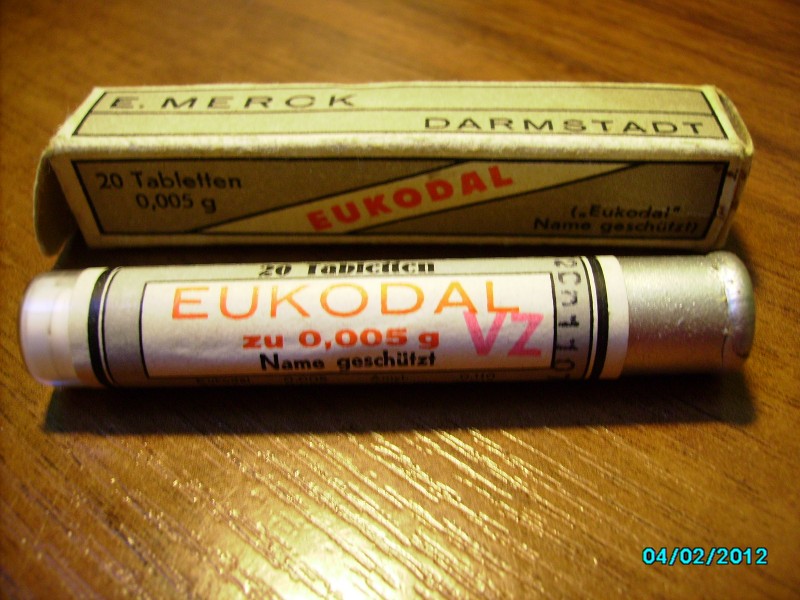 E. MERCK
DARMSTADT
20 Tabletten
0,005 g
EUKODAL
(„Eukodal"
Name geschützt)
20 Tabletten
EUKODAL
zu 0,005 g
VZ
Name geschützt
04/02/2012